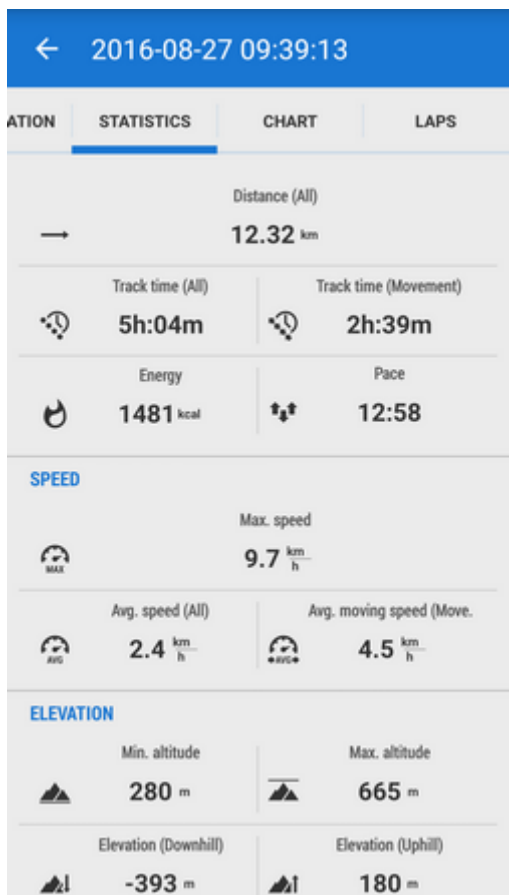 2016-08-27 09:39:13
ATION STATISTICS CHART LAPS
Distance (All)
12.32 km
Track time (All) Track time (Movement)
5h:04m 2h:39m
Energy Pace
1481 kcal 12:58
SPEED
Max. speed
MAX 9.7 km/h
Avg. speed (All) Avg. moving speed (Move.
AVG 2.4 km/h AVG 4.5 km/h
ELEVATION
Min. altitude Max. altitude
280 m 665 m
Elevation (Downhill) Elevation (Uphill)
-393 m 180 m